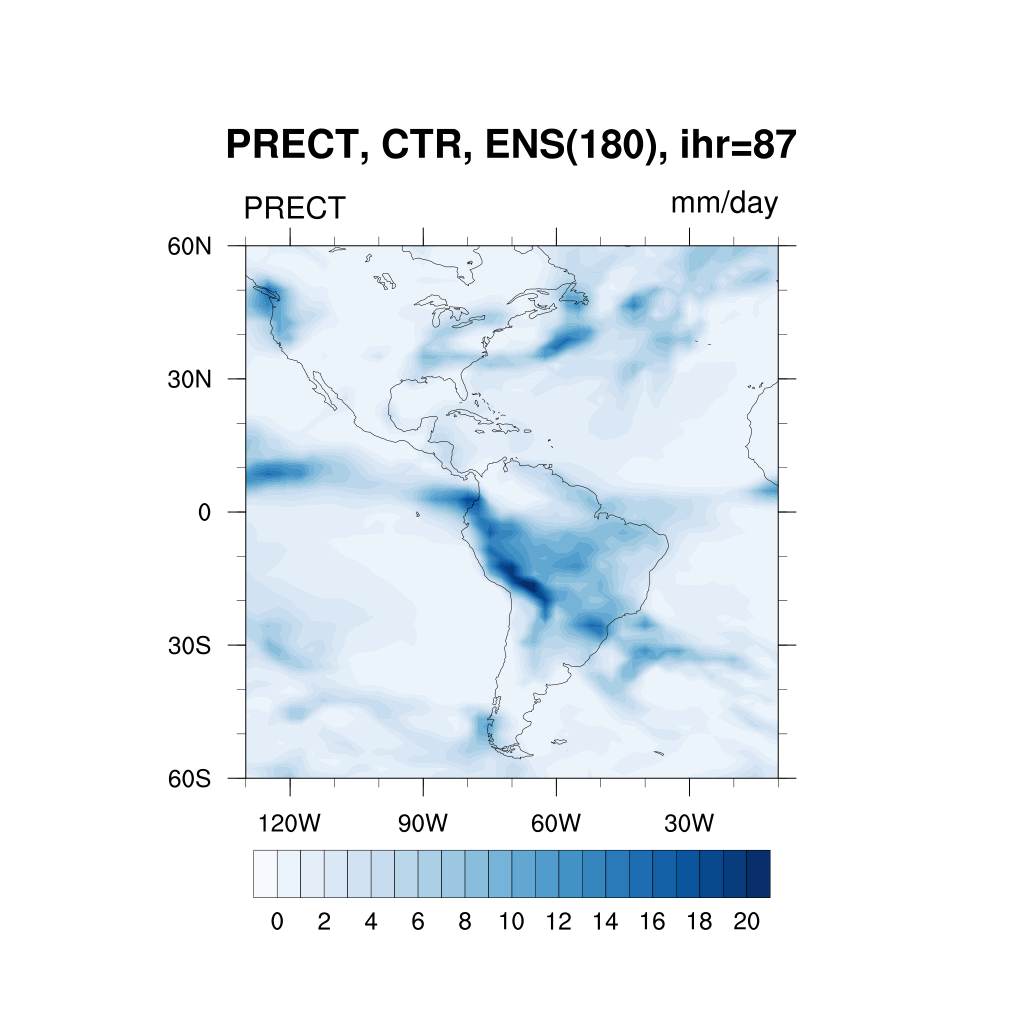 PRECT, CTR, ENS(180), ihr=87
PRECT mm/day
60N
30N
0
30S
60S
120W 90W 60W 30W
0 2 4 6 8 10 12 14 16 18 20